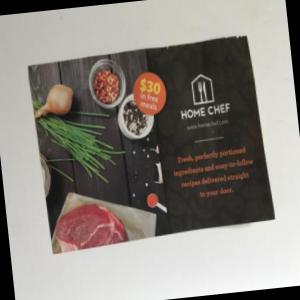 $30
in free
meals
HOME CHEF
www.homechef.com
Fresh, perfectly portioned
ingredients and easy-to-follow
recipes delivered straight
to your door.